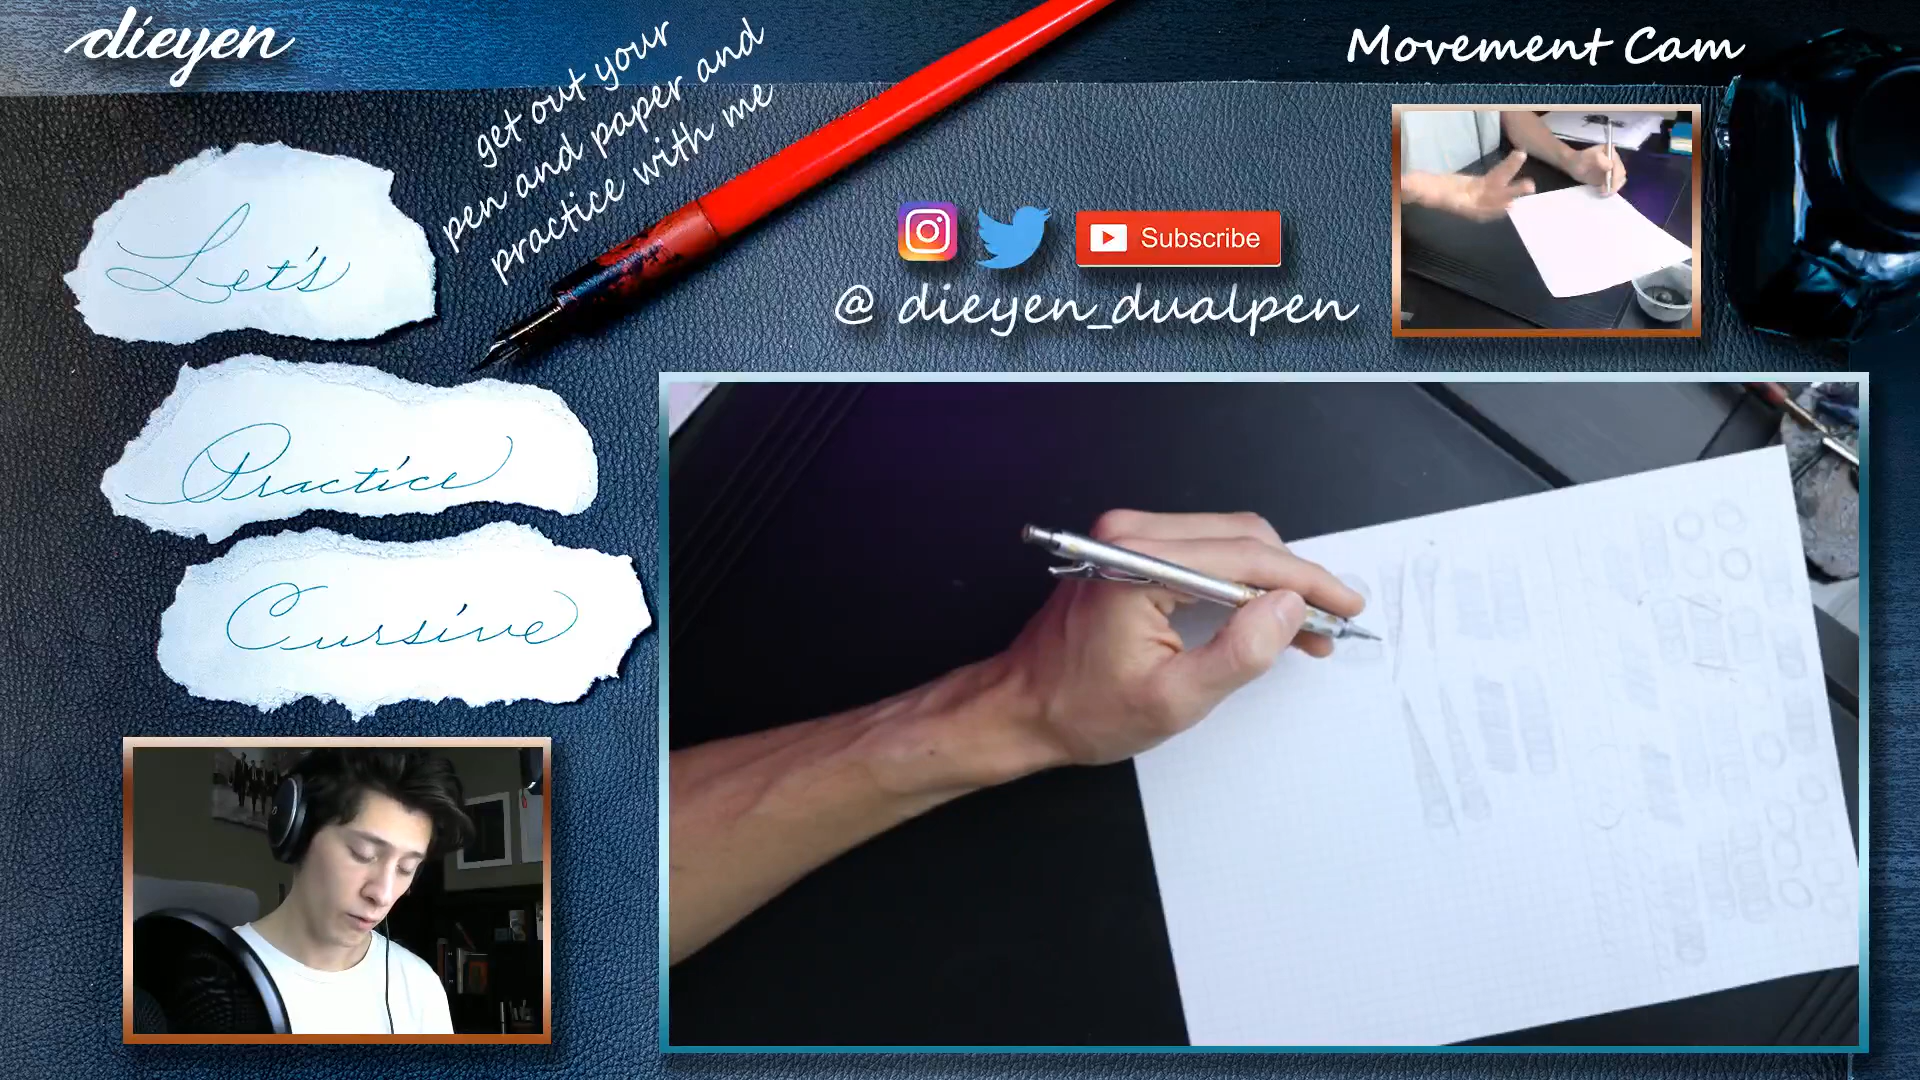 dieyen
get out your
pen and paper and
practice with me
Movement Cam
Let's
Practice
Cursive
Subscribe
@ dieyen_dualpen